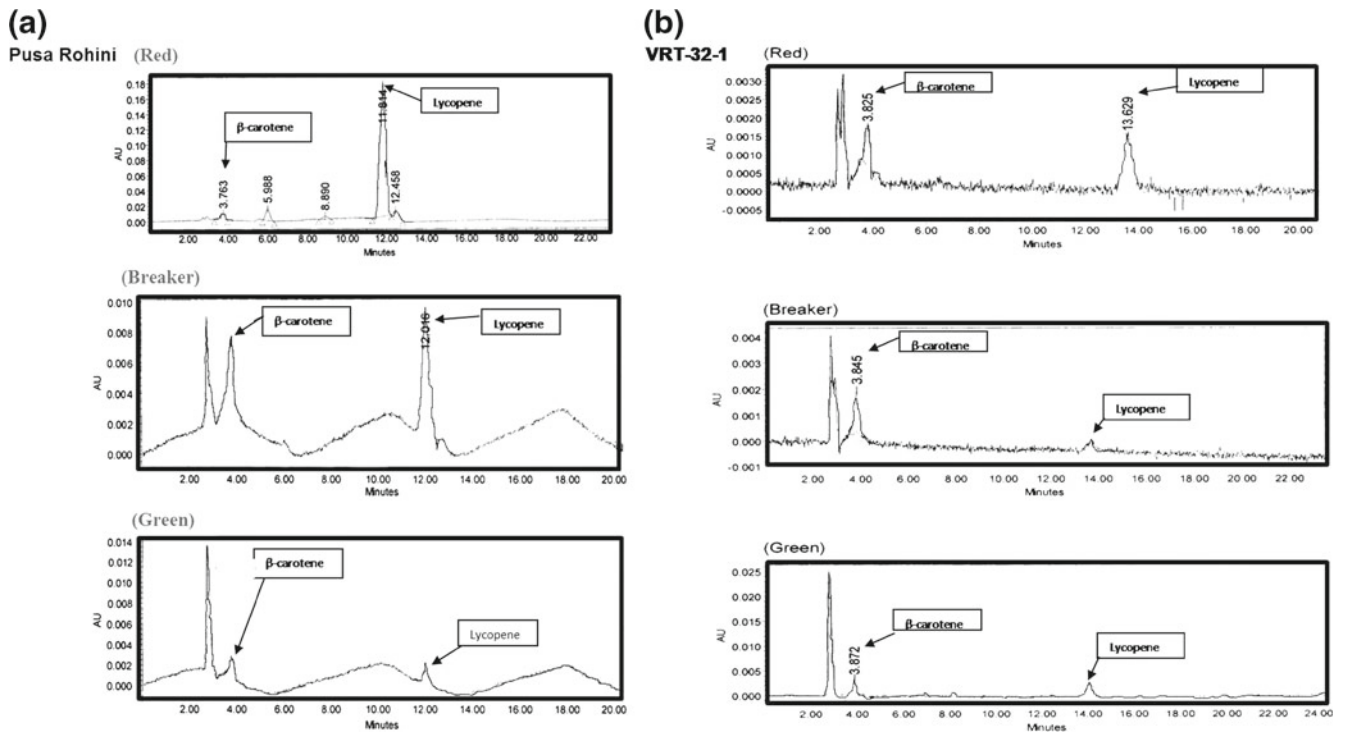 (a)
Pusa Rohini (Red)
0.18
0.16
0.14
0.12
0.10
0.08
0.06
0.04
0.02
0.00
AU
β-carotene
Lycopene
3.763
5.988
8.890
11.814
12.458
2.00 4.00 6.00 8.00 10.00 12.00 14.00 16.00 18.00 20.00 22.00
Minutes
(Breaker)
0.010
0.008
0.006
0.004
0.002
0.000
AU
β-carotene
Lycopene
12.016
2.00 4.00 6.00 8.00 10.00 12.00 14.00 16.00 18.00 20.00
Minutes
(Green)
0.014
0.012
0.010
0.008
0.006
0.004
0.002
0.000
AU
β-carotene
Lycopene
2.00 4.00 6.00 8.00 10.00 12.00 14.00 16.00 18.00 20.00
Minutes
(b)
VRT-32-1 (Red)
0.0030
0.0025
0.0020
0.0015
0.0010
0.0005
0.0000
-0.0005
AU
β-carotene
Lycopene
3.825
13.629
2.00 4.00 6.00 8.00 10.00 12.00 14.00 16.00 18.00 20.00
Minutes
(Breaker)
0.004
0.003
0.002
0.001
0.000
-0.001
AU
β-carotene
3.845
Lycopene
2.00 4.00 6.00 8.00 10.00 12.00 14.00 16.00 18.00 20.00 22.00
Minutes
(Green)
0.025
0.020
0.015
0.010
0.005
0.000
AU
β-carotene
3.872
Lycopene
2.00 4.00 6.00 8.00 10.00 12.00 14.00 16.00 18.00 20.00 22.00 24.00
Minutes